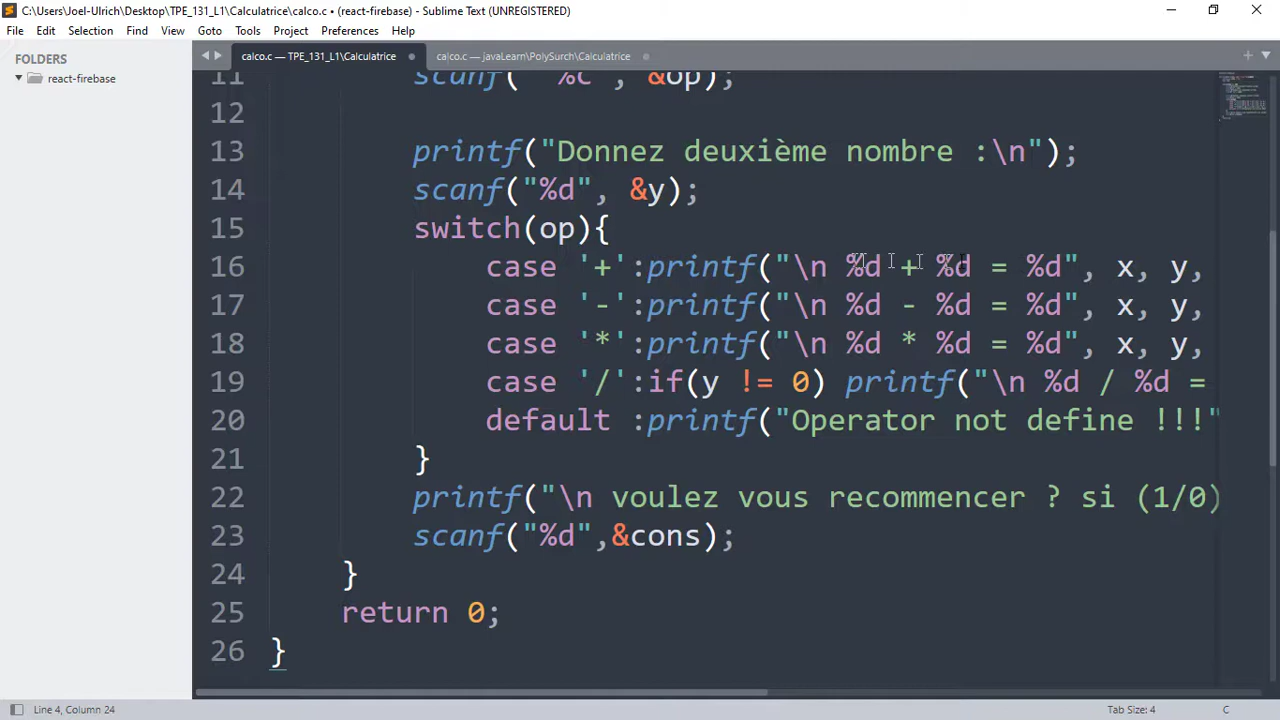 C:\Users\Joel-Ulrich\Desktop\TPE_131_L1\Calculatrice\calco.c • (react-firebase) - Sublime Text (UNREGISTERED)
File Edit Selection Find View Goto Tools Project Preferences Help
FOLDERS
react-firebase
calco.c — TPE_131_L1\Calculatrice
calco.c — javaLearn\PolySurch\Calculatrice
11 scanf(" %c", &op);
12
13 printf("Donnez deuxième nombre :\n");
14 scanf("%d", &y);
15 switch(op){
16 case '+':printf("\n %d + %d = %d", x, y,
17 case '-':printf("\n %d - %d = %d", x, y,
18 case '*':printf("\n %d * %d = %d", x, y,
19 case '/':if(y != 0) printf("\n %d / %d =
20 default :printf("Operator not define !!!"
21 }
22 printf("\n voulez vous recommencer ? si (1/0)
23 scanf("%d",&cons);
24 }
25 return 0;
26 }
Line 4, Column 24
Tab Size: 4
C